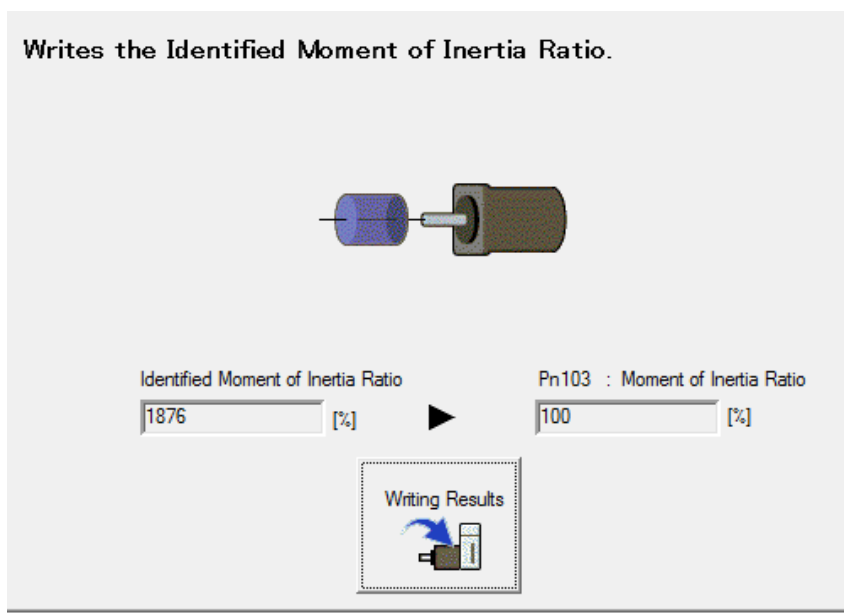 Writes the Identified Moment of Inertia Ratio.
Identified Moment of Inertia Ratio
Pn103 : Moment of Inertia Ratio
1876 [%]
100 [%]
Writing Results